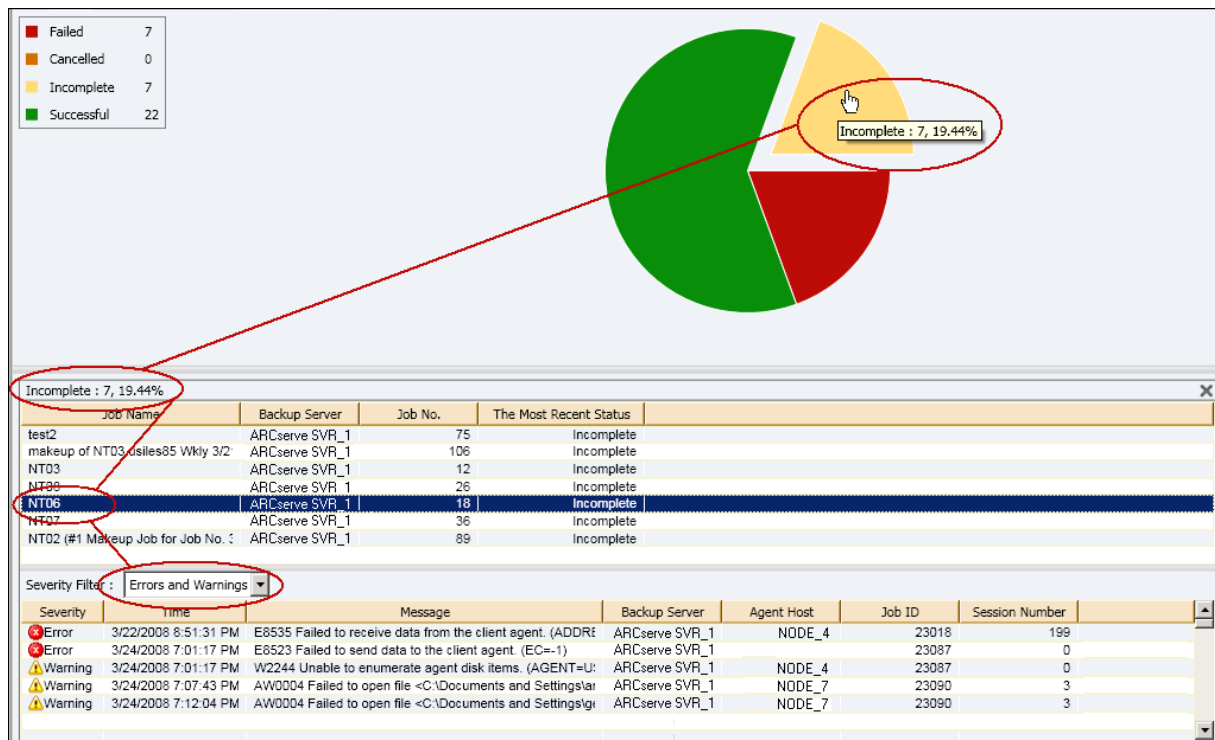 Failed 7
Cancelled 0
Incomplete 7
Successful 22
Incomplete : 7, 19.44%
Incomplete : 7, 19.44%
Job Name Backup Server Job No. The Most Recent Status
test2 ARCserve SVR_1 75 Incomplete
makeup of NT03 usiles85 Wkly 3/2 ARCserve SVR_1 106 Incomplete
NT03 ARCserve SVR_1 12 Incomplete
ARCserve SVR_1 26 Incomplete
NT06 ARCserve SVR_1 18 Incomplete
NT07 ARCserve SVR_1 36 Incomplete
NT02 (#1 Makeup Job for Job No. ARCserve SVR_1 89 Incomplete
Severity Filter : Errors and Warnings
Severity Time Message Backup Server Agent Host Job ID Session Number
Error 3/22/2008 8:51:31 PM E8535 Failed to receive data from the client agent. (ADDRE ARCserve SVR_1 NODE_4 23018 199
Error 3/24/2008 7:01:17 PM E8523 Failed to send data to the client agent. (EC=-1) ARCserve SVR_1 23087 0
Warning 3/24/2008 7:01:17 PM W2244 Unable to enumerate agent disk items. (AGENT=U ARCserve SVR_1 NODE_4 23087 0
Warning 3/24/2008 7:07:43 PM AW0004 Failed to open file <C:\Documents and Settings\ar ARCserve SVR_1 NODE_7 23090 3
Warning 3/24/2008 7:12:04 PM AW0004 Failed to open file <C:\Documents and Settings\ge ARCserve SVR_1 NODE_7 23090 3